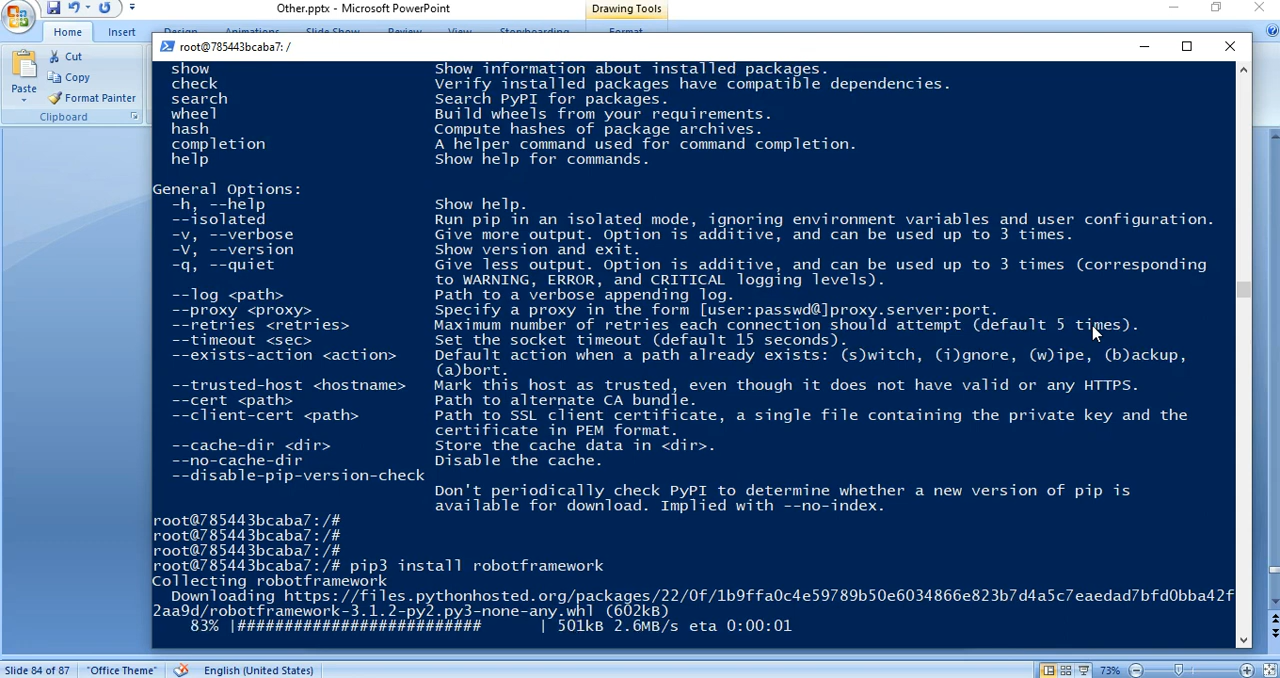 Other.pptx - Microsoft PowerPoint
Drawing Tools
Home Insert Design Animations Slide Show Review View Storyboarding Format
Cut
Copy
Paste
Format Painter
Clipboard
root@785443bcaba7: /
show Show information about installed packages.
check Verify installed packages have compatible dependencies.
search Search PyPI for packages.
wheel Build wheels from your requirements.
hash Compute hashes of package archives.
completion A helper command used for command completion.
help Show help for commands.
General Options:
-h, --help Show help.
--isolated Run pip in an isolated mode, ignoring environment variables and user configuration.
-v, --verbose Give more output. Option is additive, and can be used up to 3 times.
-V, --version Show version and exit.
-q, --quiet Give less output. Option is additive, and can be used up to 3 times (corresponding
to WARNING, ERROR, and CRITICAL logging levels).
--log <path> Path to a verbose appending log.
--proxy <proxy> Specify a proxy in the form [user:passwd@]proxy.server:port.
--retries <retries> Maximum number of retries each connection should attempt (default 5 times).
--timeout <sec> Set the socket timeout (default 15 seconds).
--exists-action <action> Default action when a path already exists: (s)witch, (i)gnore, (w)ipe, (b)ackup,
(a)bort.
--trusted-host <hostname> Mark this host as trusted, even though it does not have valid or any HTTPS.
--cert <path> Path to alternate CA bundle.
--client-cert <path> Path to SSL client certificate, a single file containing the private key and the
certificate in PEM format.
--cache-dir <dir> Store the cache data in <dir>.
--no-cache-dir Disable the cache.
--disable-pip-version-check
Don't periodically check PyPI to determine whether a new version of pip is
available for download. Implied with --no-index.
root@785443bcaba7:/#
root@785443bcaba7:/#
root@785443bcaba7:/#
root@785443bcaba7:/# pip3 install robotframework
Collecting robotframework
Downloading https://files.pythonhosted.org/packages/22/0f/1b9ffa0c4e59789b50e6034866e823b7d4a5c7eaedad7bfd0bba42f
2aa9d/robotframework-3.1.2-py2.py3-none-any.whl (602kB)
83% |########################## | 501kB 2.6MB/s eta 0:00:01
Slide 84 of 87 "Office Theme" English (United States) 73%